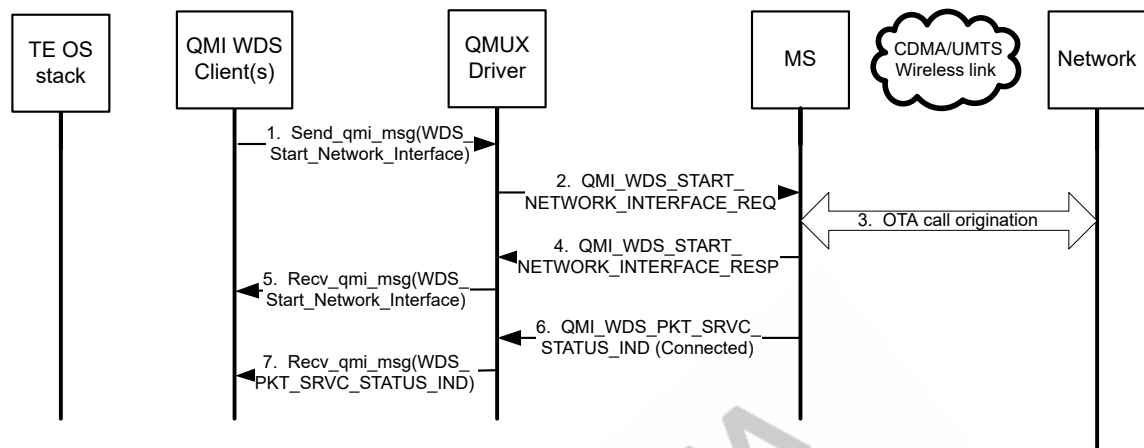 TE OS
stack
QMI WDS
Client(s)
QMUX
Driver
MS
CDMA/UMTS
Wireless link
Network
1. Send_qmi_msg(WDS_
Start_Network_Interface)
2. QMI_WDS_START_
NETWORK_INTERFACE_REQ
3. OTA call origination
4. QMI_WDS_START_
NETWORK_INTERFACE_RESP
5. Recv_qmi_msg(WDS_
Start_Network_Interface)
6. QMI_WDS_PKT_SRVC_
STATUS_IND (Connected)
7. Recv_qmi_msg(WDS_
PKT_SRVC_STATUS_IND)